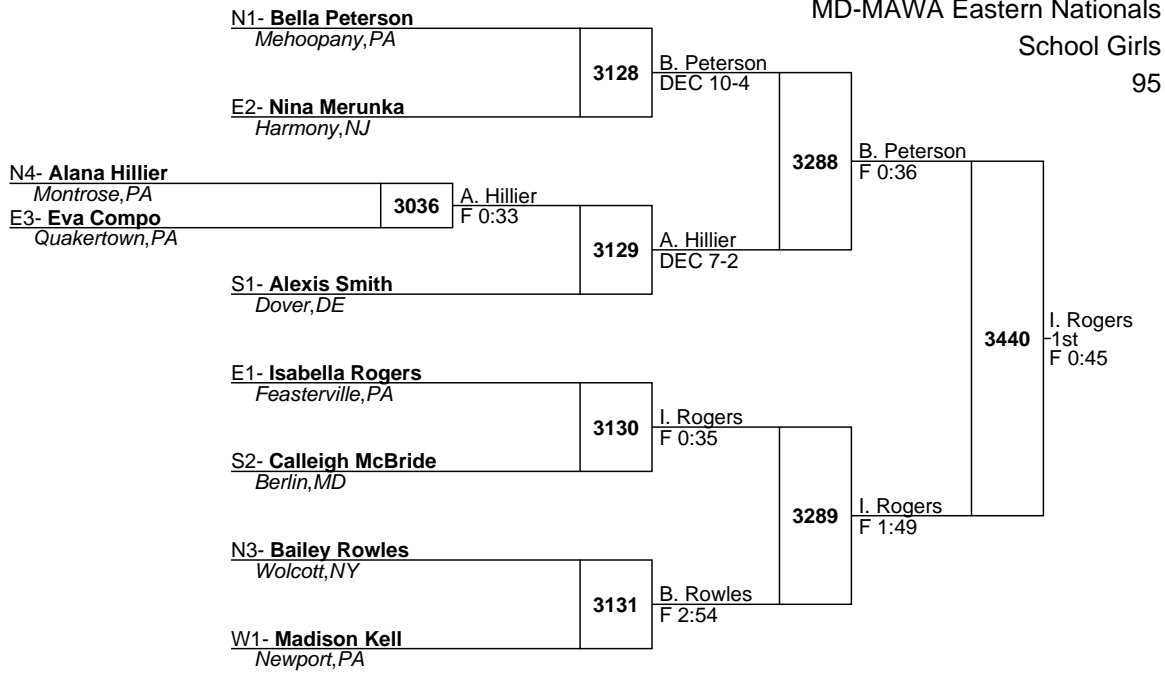 MD-MAWA Eastern Nationals
School Girls
95
N1- Bella Peterson
Mehoopany,PA
3128
B. Peterson
DEC 10-4
E2- Nina Merunka
Harmony,NJ
3288
B. Peterson
F 0:36
N4- Alana Hillier
Montrose,PA
3036
A. Hillier
F 0:33
E3- Eva Compo
Quakertown,PA
3129
A. Hillier
DEC 7-2
S1- Alexis Smith
Dover,DE
3440
I. Rogers
1st
F 0:45
E1- Isabella Rogers
Feasterville,PA
3130
I. Rogers
F 0:35
S2- Calleigh McBride
Berlin,MD
3289
I. Rogers
F 1:49
N3- Bailey Rowles
Wolcott,NY
3131
B. Rowles
F 2:54
W1- Madison Kell
Newport,PA